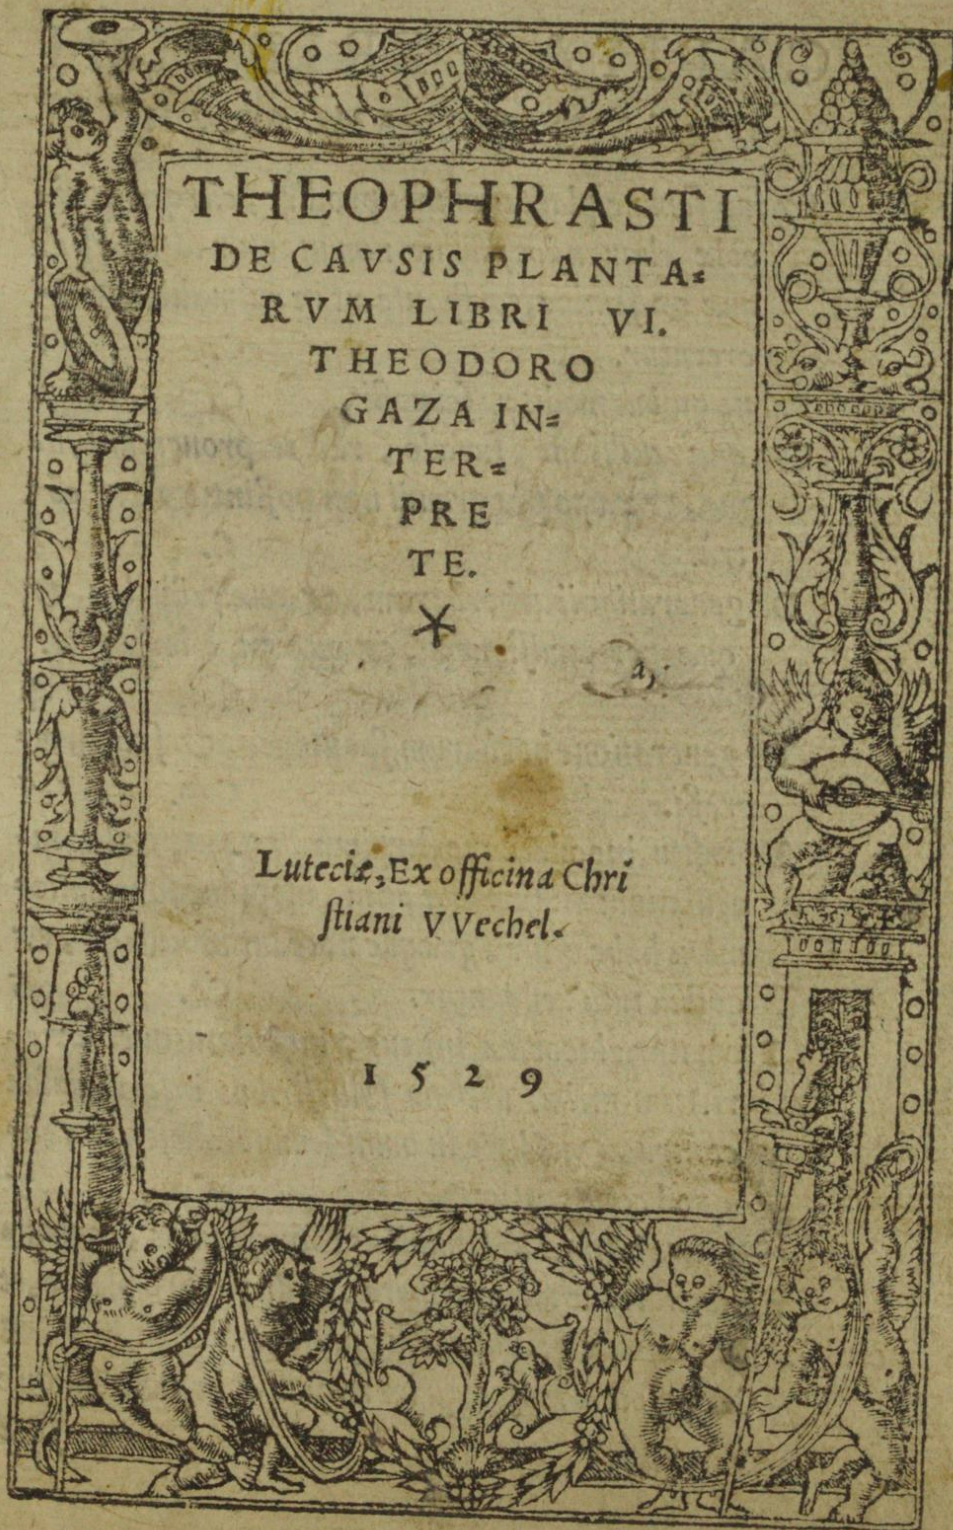 THEOPHRASTI
DE CAVSIS PLANTA⸗
RVM LIBRI VI.
THEODORO
GAZA IN⸗
TER⸗
PRE
TE.
*
a,
Luteciæ, Ex officina Chri
ſtiani VVechel.
1529